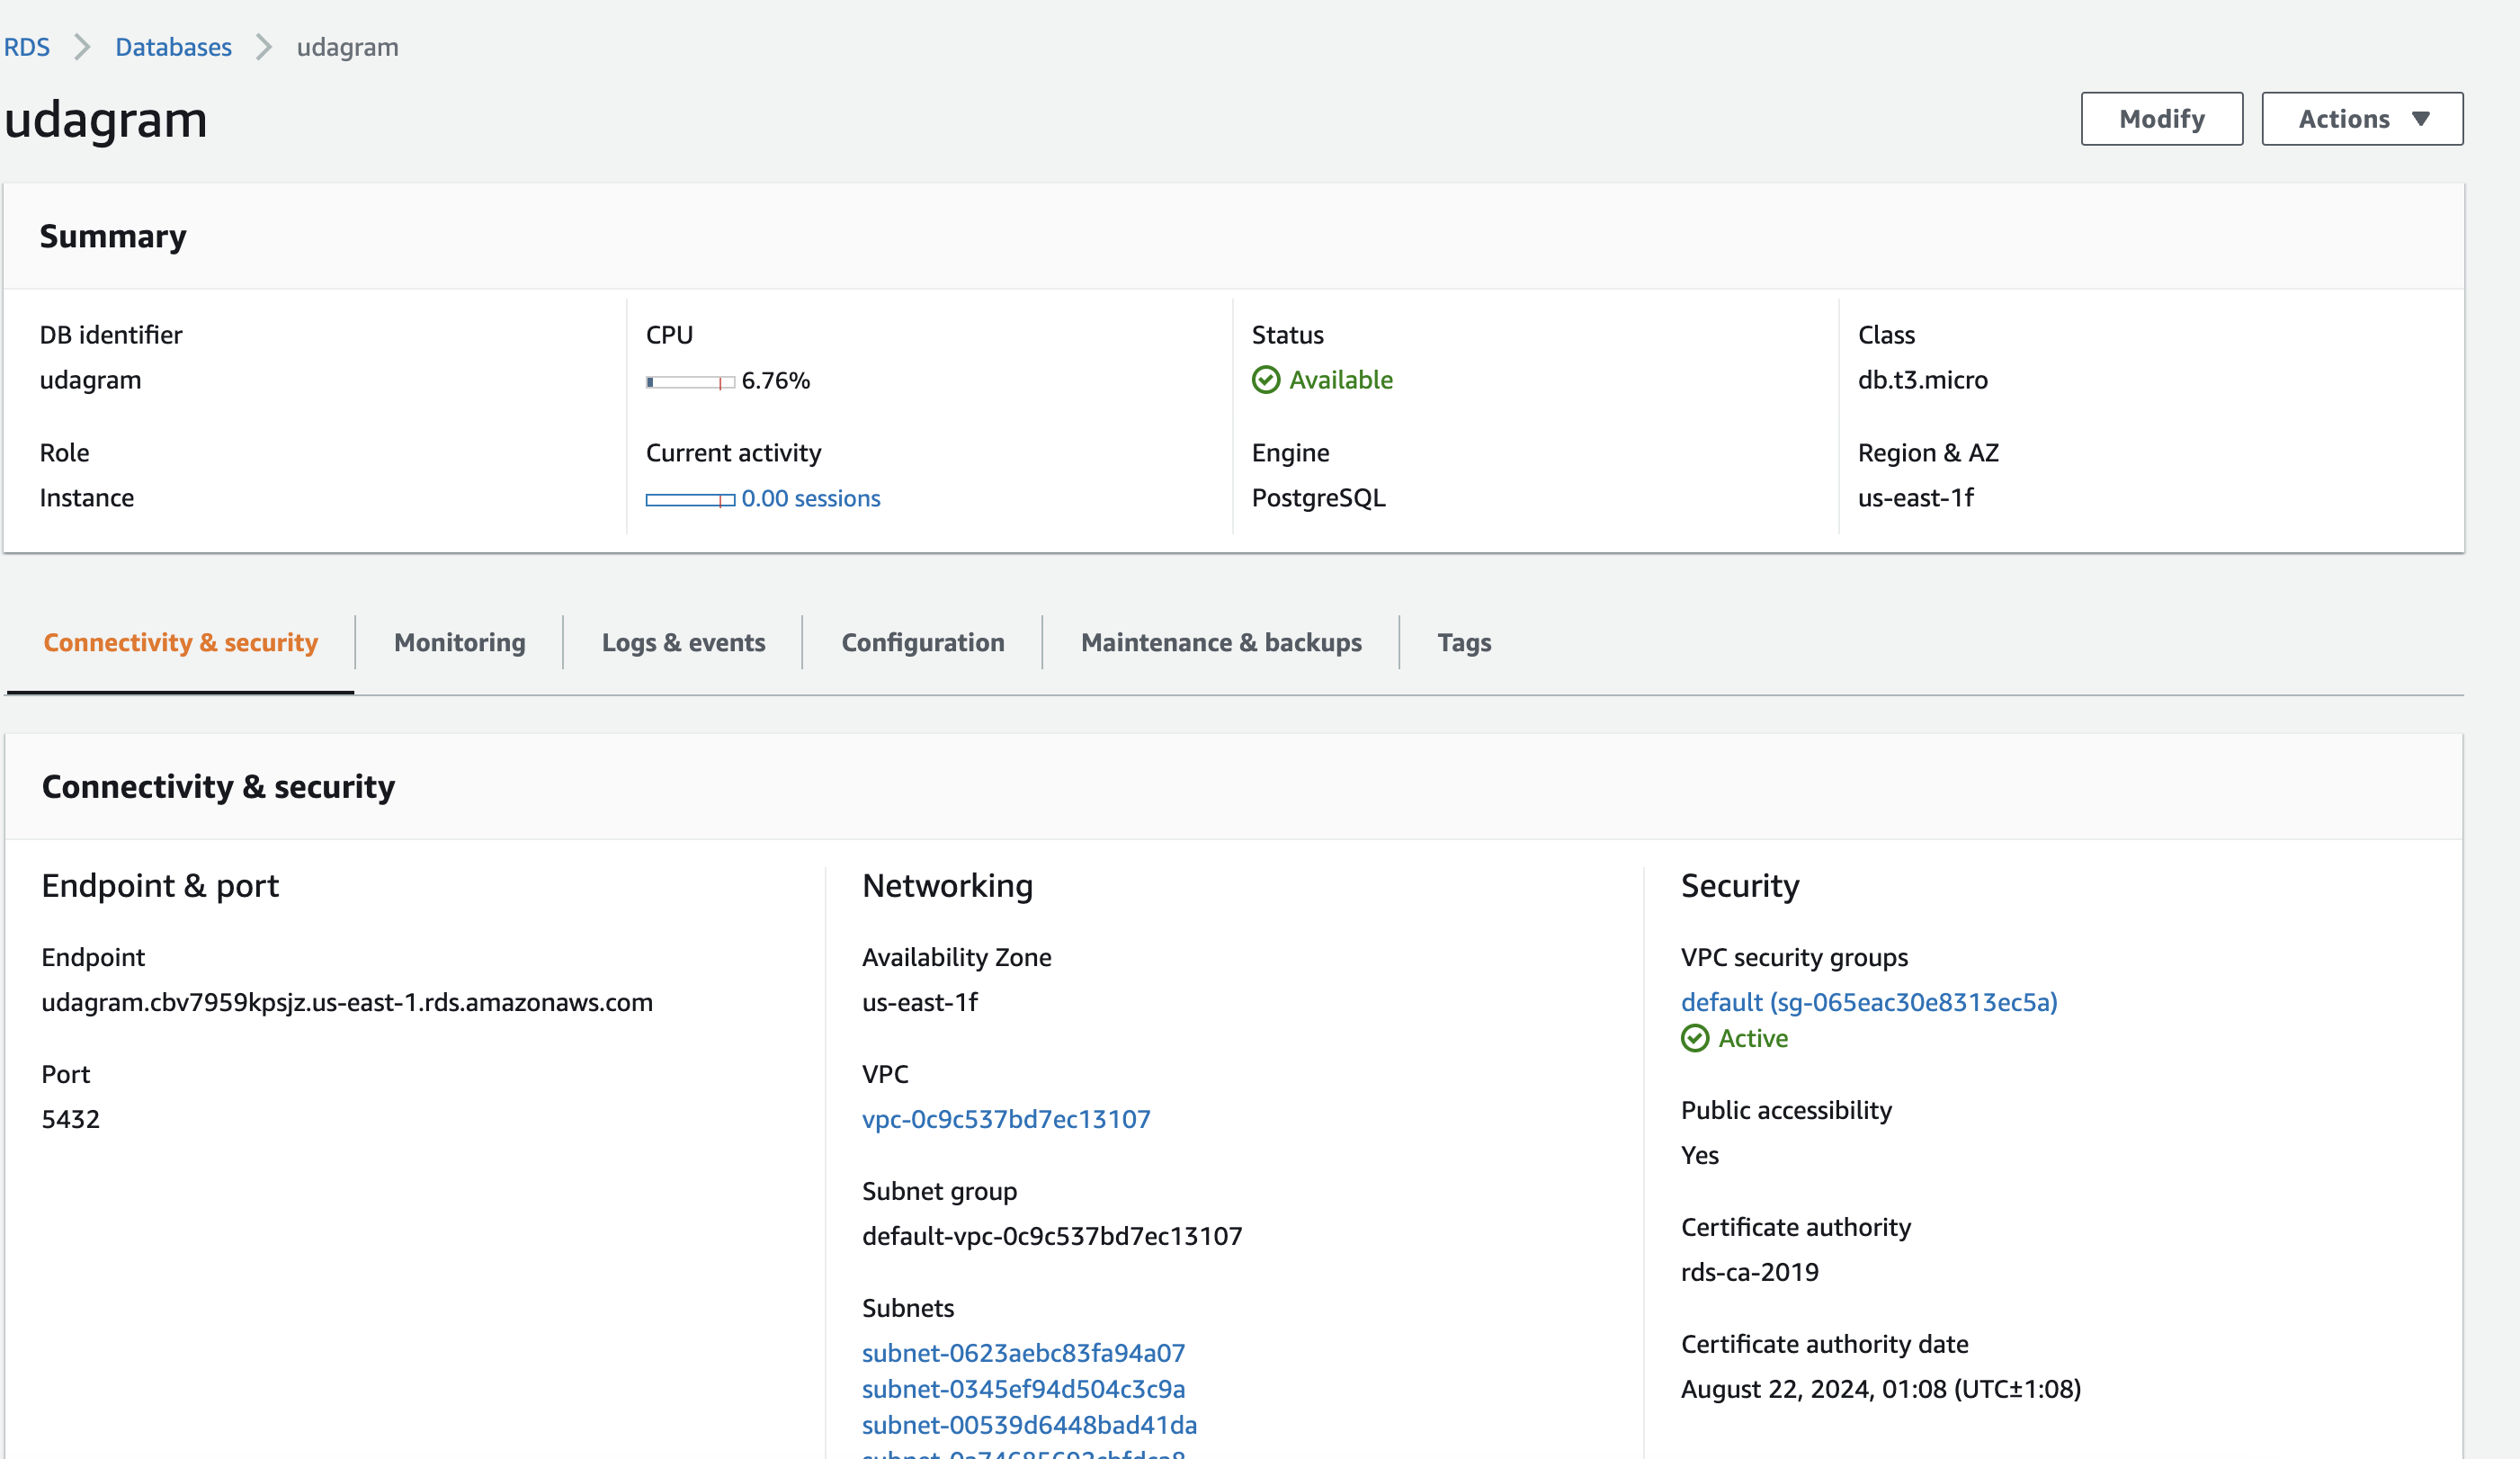 RDS > Databases > udagram
udagram
Modify
Actions
Summary
DB identifier
udagram
CPU
6.76%
Status
Available
Class
db.t3.micro
Role
Instance
Current activity
0.00 sessions
Engine
PostgreSQL
Region & AZ
us-east-1f
Connectivity & security
Monitoring
Logs & events
Configuration
Maintenance & backups
Tags
Connectivity & security
Endpoint & port
Endpoint
udagram.cbv7959kpsjz.us-east-1.rds.amazonaws.com
Port
5432
Networking
Availability Zone
us-east-1f
VPC
vpc-0c9c537bd7ec13107
Subnet group
default-vpc-0c9c537bd7ec13107
Subnets
subnet-0623aebc83fa94a07
subnet-0345ef94d504c3c9a
subnet-00539d6448bad41da
Security
VPC security groups
default (sg-065eac30e8313ec5a)
Active
Public accessibility
Yes
Certificate authority
rds-ca-2019
Certificate authority date
August 22, 2024, 01:08 (UTC±1:08)